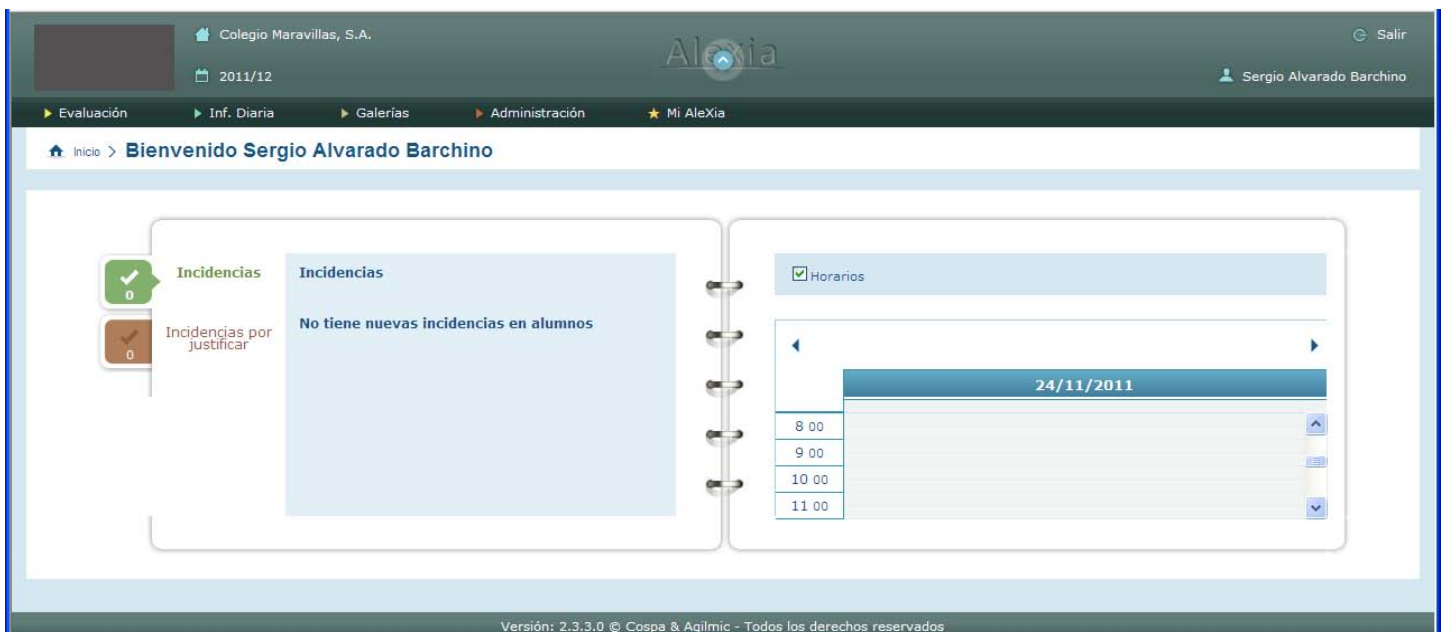 Colegio Maravillas, S.A.
Alexia
Salir
2011/12
Sergio Alvarado Barchino
Evaluación
Inf. Diaria
Galerías
Administración
Mi AleXia
Inicio > Bienvenido Sergio Alvarado Barchino
0
Incidencias
0
Incidencias por
justificar
Incidencias
No tiene nuevas incidencias en alumnos
Horarios
24/11/2011
8 00
9 00
10 00
11 00
Versión: 2.3.3.0 © Cospa & Agilmic - Todos los derechos reservados